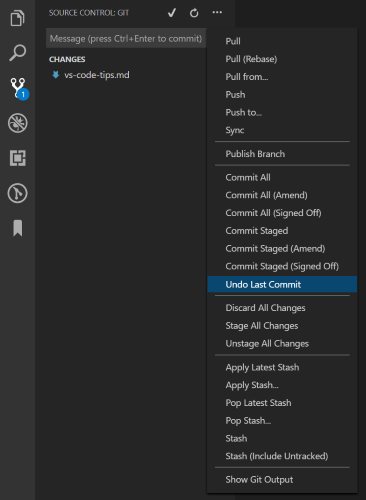 SOURCE CONTROL: GIT
Message (press Ctrl+Enter to commit)
CHANGES
vs-code-tips.md
1
Pull
Pull (Rebase)
Pull from...
Push
Push to...
Sync
Publish Branch
Commit All
Commit All (Amend)
Commit All (Signed Off)
Commit Staged
Commit Staged (Amend)
Commit Staged (Signed Off)
Undo Last Commit
Discard All Changes
Stage All Changes
Unstage All Changes
Apply Latest Stash
Apply Stash...
Pop Latest Stash
Pop Stash...
Stash
Stash (Include Untracked)
Show Git Output